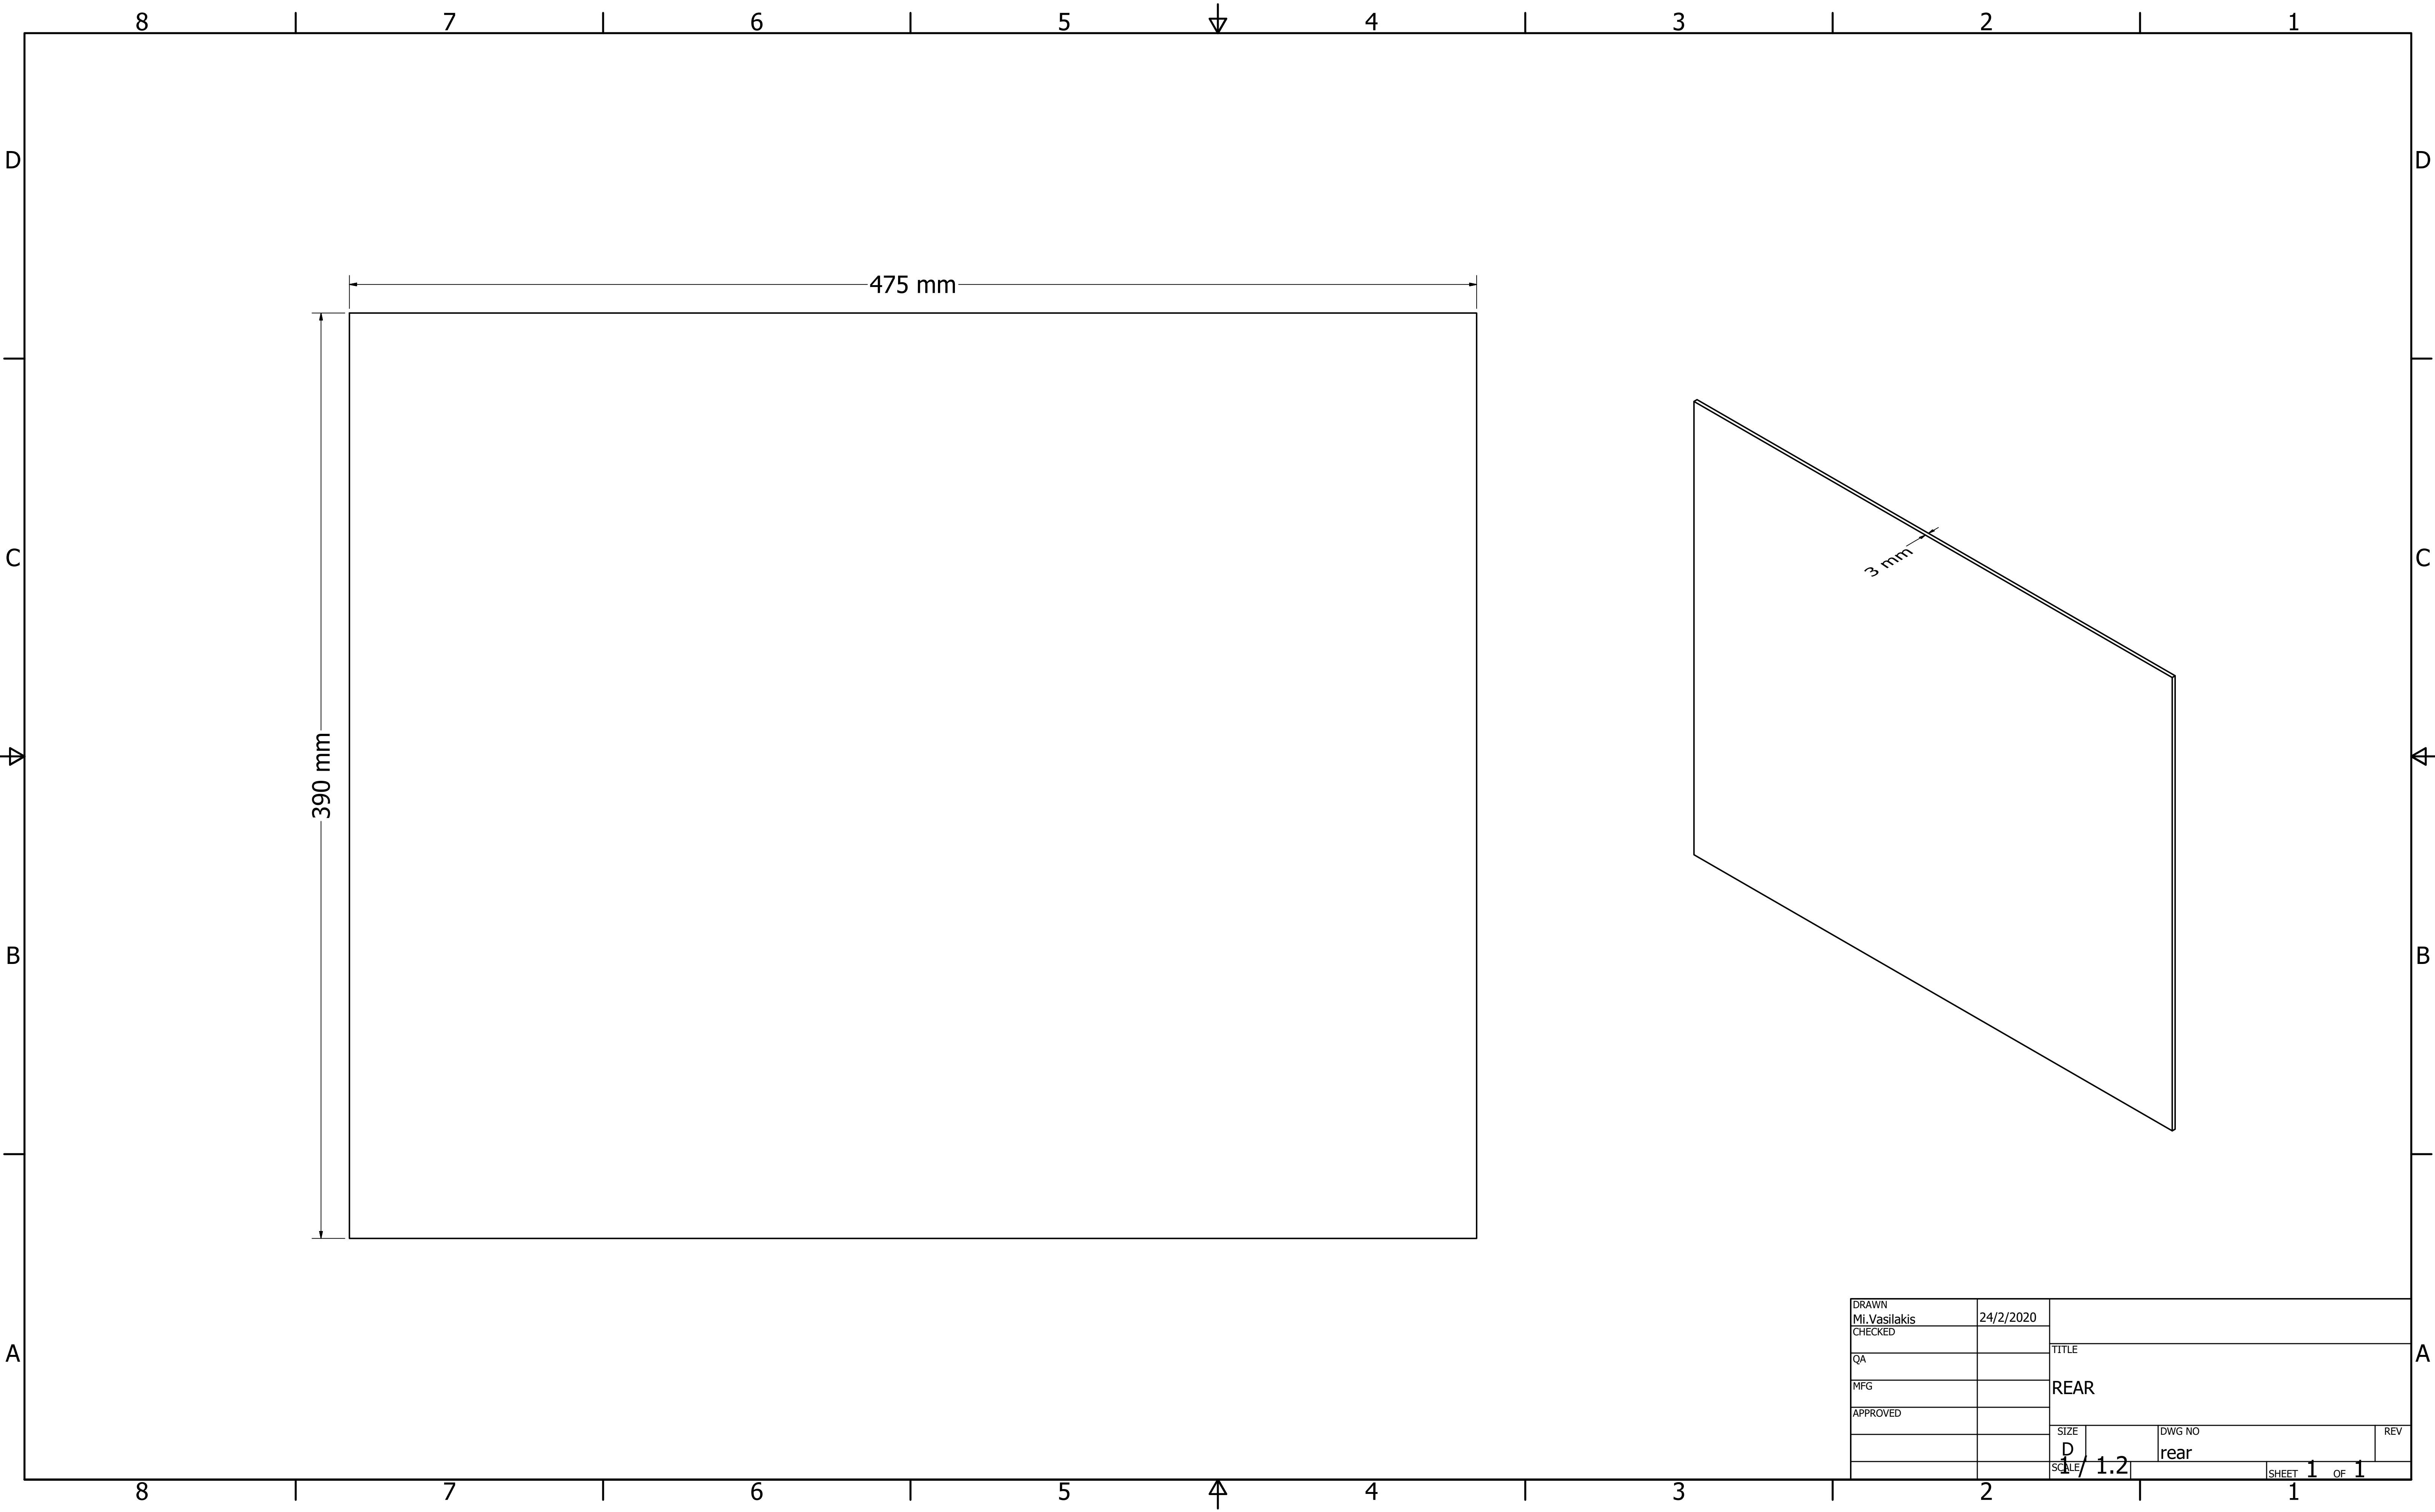 8 7 6 5 4 3 2 1
D D
475 mm
C C
3 mm
390 mm
B B
DRAWN
Mi.Vasilakis 24/2/2020
CHECKED
A A
TITLE
QA
MFG
REAR
APPROVED
SIZE DWG NO REV
D rear
SCALE 1 / 1.2 SHEET 1 OF 1
8 7 6 5 4 3 2 1